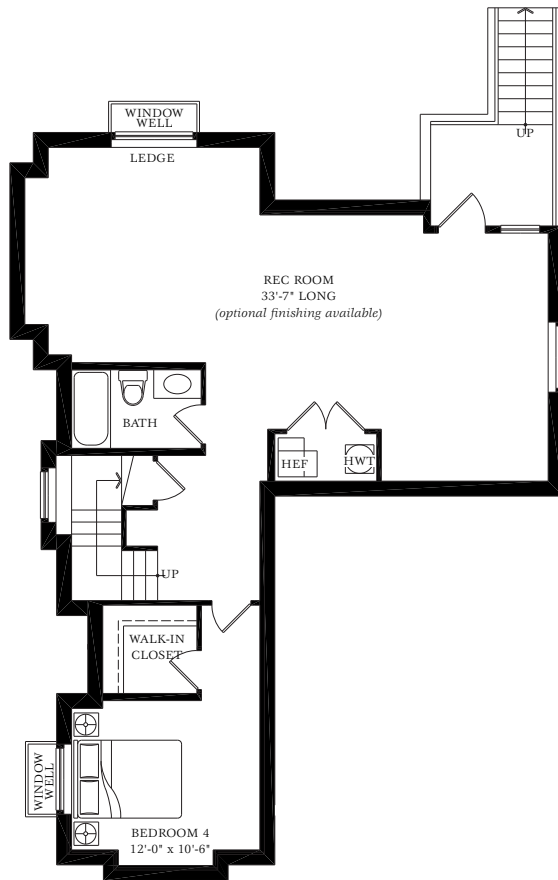 WINDOW
WELL
LEDGE
UP
REC ROOM
33'-7" LONG
(optional finishing available)
BATH
HEF
HWT
UP
WALK-IN
CLOSET
WINDOW
WELL
BEDROOM 4
12'-0" x 10'-6"